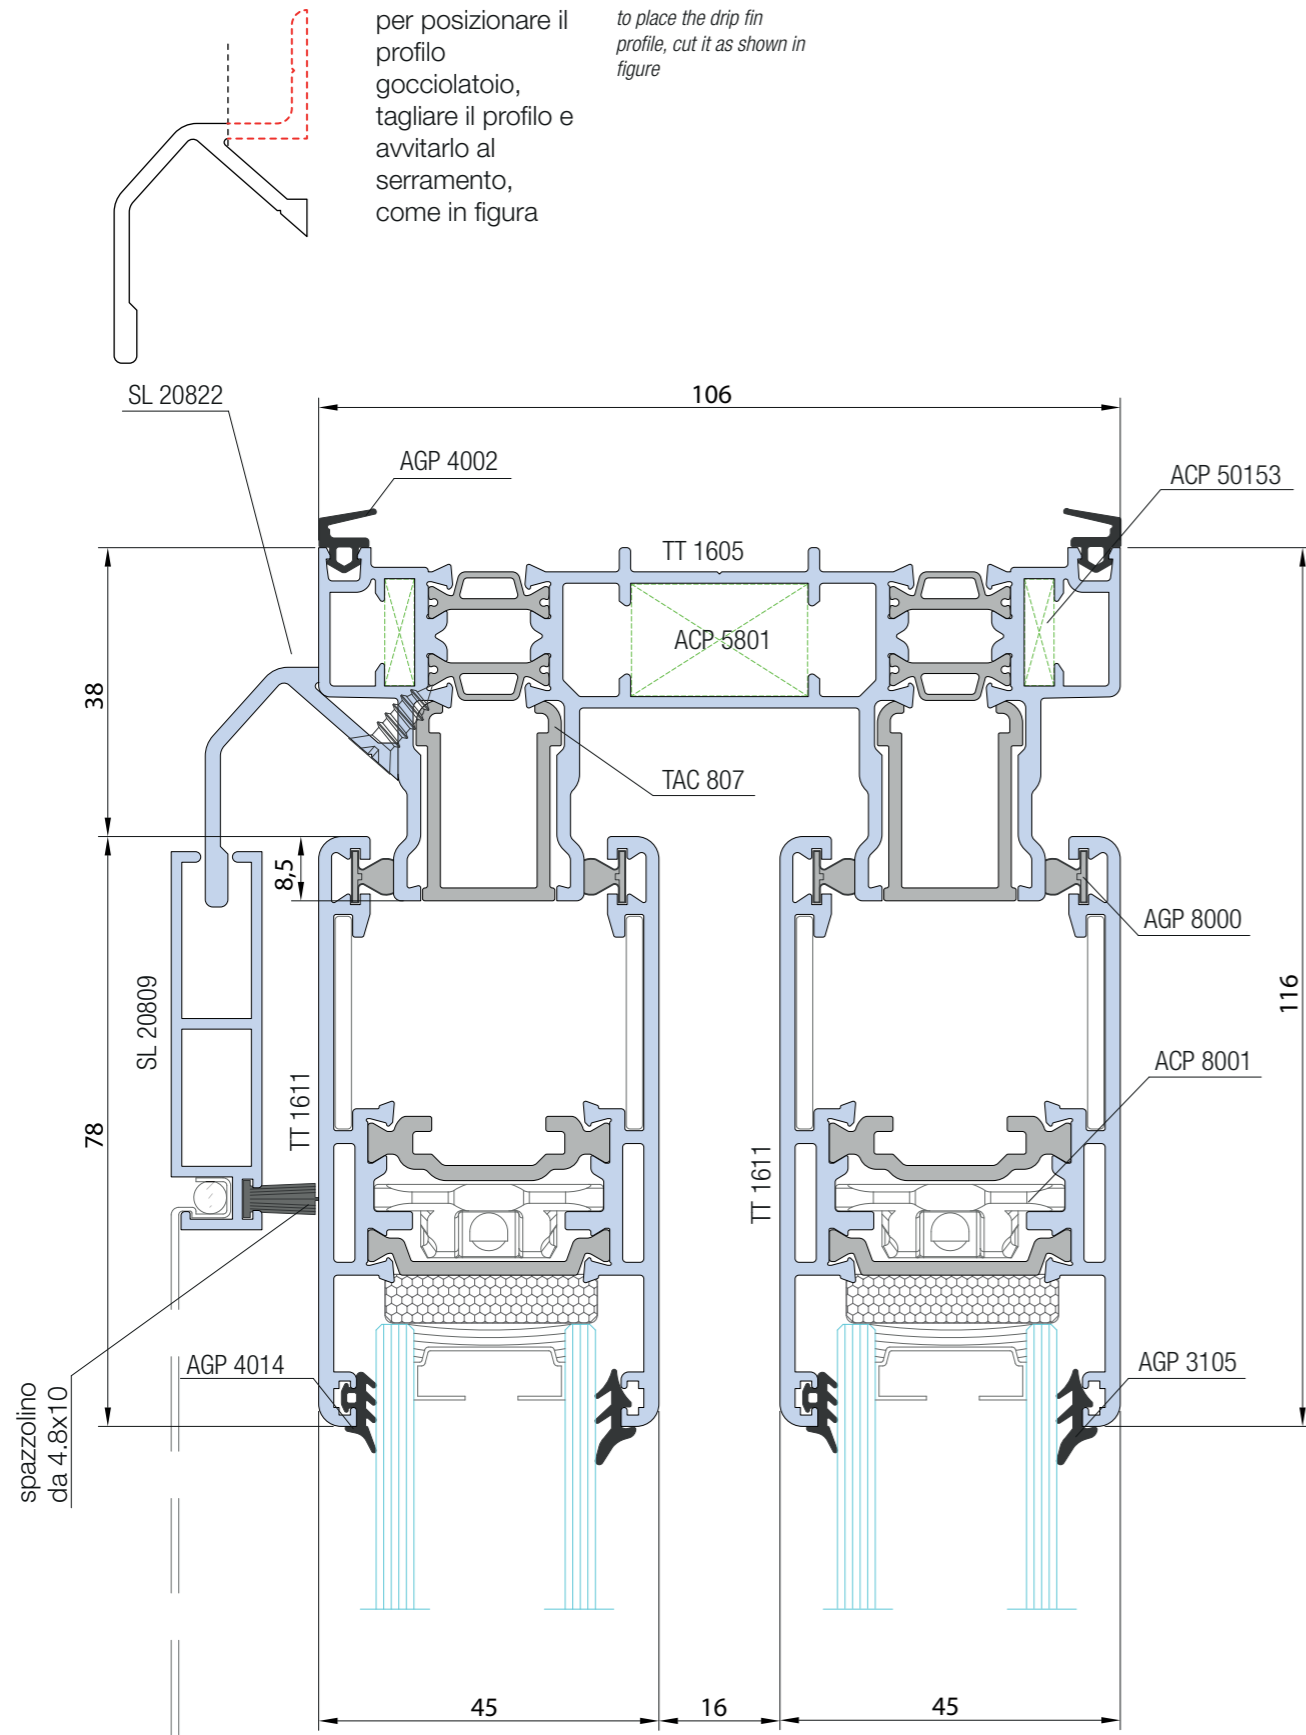 per posizionare il
profilo
gocciolatoio,
tagliare il profilo e
avvitarlo al
serramento,
come in figura
to place the drip fin
profile, cut it as shown in
figure
SL 20822
106
AGP 4002
ACP 50153
TT 1605
ACP 5801
38
TAC 807
8,5
AGP 8000
SL 20809
116
TT 1611
ACP 8001
78
TT 1611
AGP 4014
AGP 3105
spazzolino
da 4.8x10
45
16
45